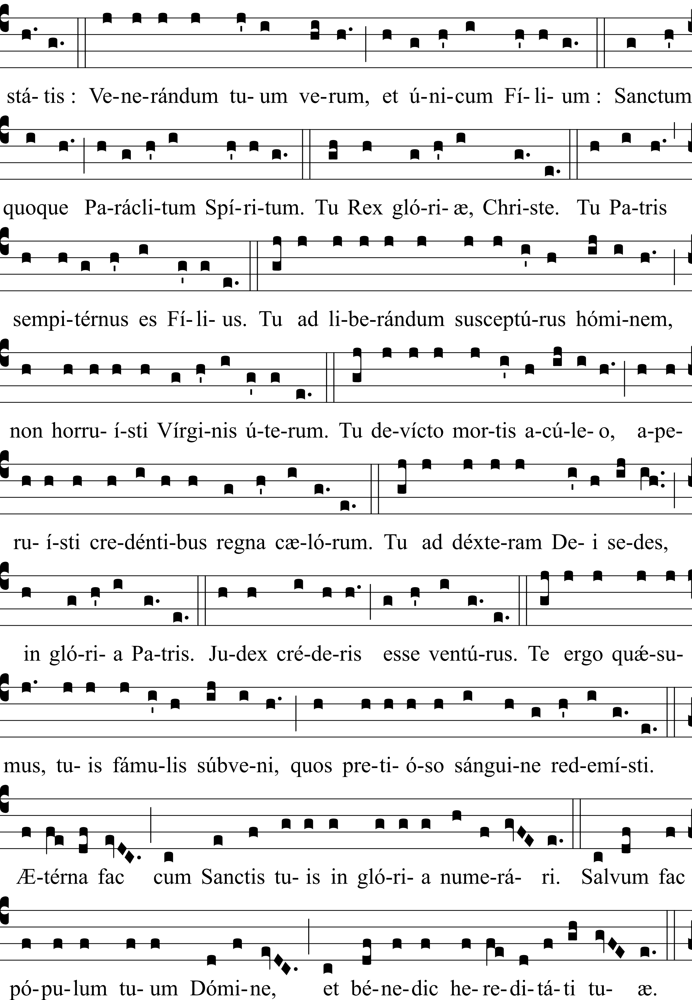 stá- tis : Ve-ne-rándum tu- um ve-rum, et ú-ni-cum Fí- li- um : Sanctum
quoque Pa-rácli-tum Spí-ri-tum. Tu Rex gló-ri- æ, Chri-ste. Tu Pa-tris
sempi-térnus es Fí- li- us. Tu ad li-be-rándum susceptú-rus hómi-nem,
non horru- í-sti Vírgi-nis ú-te-rum. Tu de-vícto mor-tis a-cú-le- o, a-pe-
ru- í-sti cre-dénti-bus regna cæ-ló-rum. Tu ad déxte-ram De- i se-des,
in gló-ri- a Pa-tris. Ju-dex cré-de-ris esse ventú-rus. Te ergo quǽ-su-
mus, tu- is fámu-lis súbve-ni, quos pre-ti- ó-so sángui-ne red-emí-sti.
Æ-térna fac cum Sanctis tu- is in gló-ri- a nume-rá- ri. Salvum fac
pó-pu-lum tu- um Dómi-ne, et bé-ne-dic he-re-di-tá-ti tu- æ.